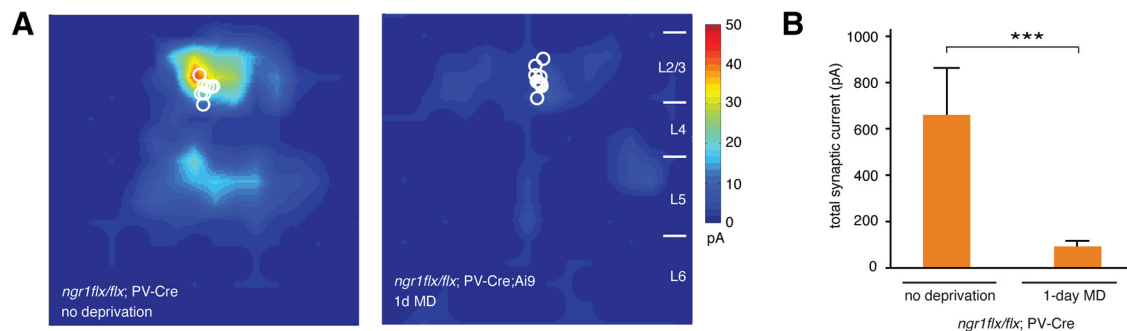 A
ngr1flx/flx; PV-Cre
no deprivation
ngr1flx/flx; PV-Cre;Ai9
1d MD
L2/3
L4
L5
L6
50
40
30
20
10
0
pA
B
total synaptic current (pA)
1000
800
600
400
200
0
***
no deprivation
1-day MD
ngr1flx/flx; PV-Cre